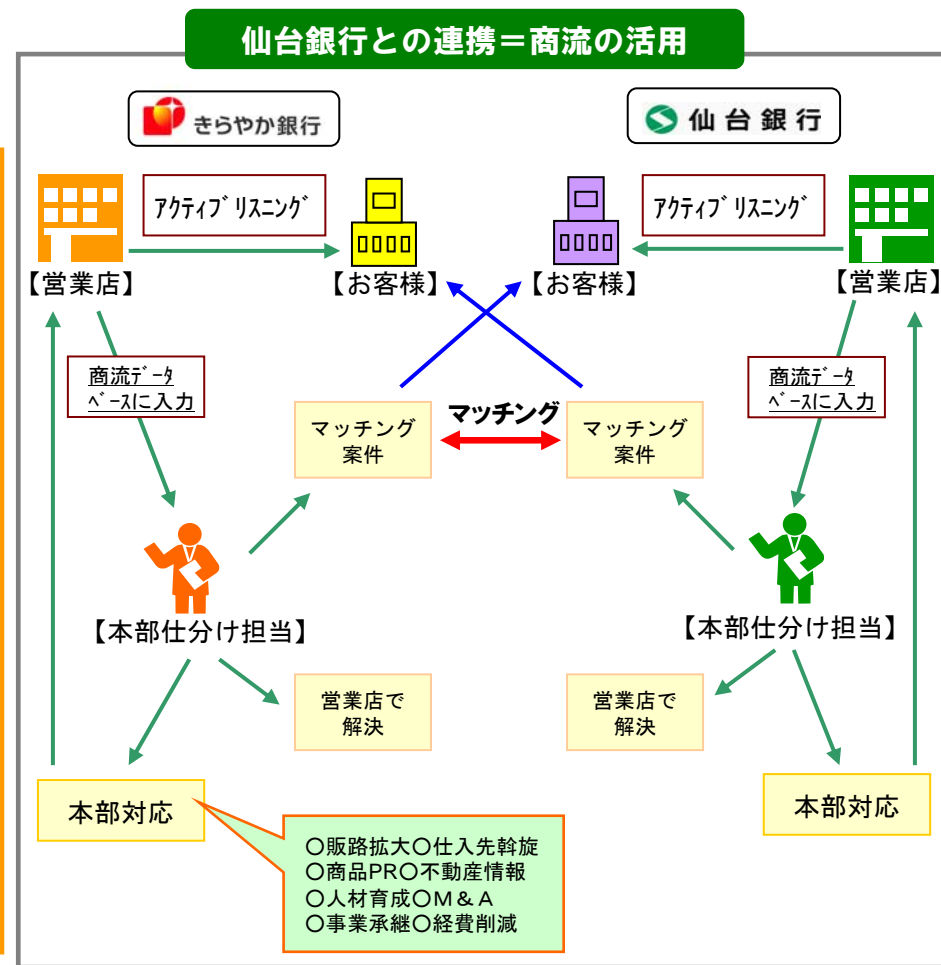 仙台銀行との連携＝商流の活用
きらやか銀行
仙台銀行
ｱｸﾃｨﾌﾞﾘｽﾆﾝｸﾞ
ｱｸﾃｨﾌﾞﾘｽﾆﾝｸﾞ
【営業店】
【お客様】
【お客様】
【営業店】
商流ﾃﾞｰﾀ
ﾍﾞｰｽに入力
商流ﾃﾞｰﾀ
ﾍﾞｰｽに入力
マッチング
マッチング
案件
マッチング
案件
【本部仕分け担当】
【本部仕分け担当】
営業店で
解決
営業店で
解決
本部対応
本部対応
○販路拡大○仕入先斡旋
○商品PR○不動産情報
○人材育成○M＆A
○事業承継○経費削減